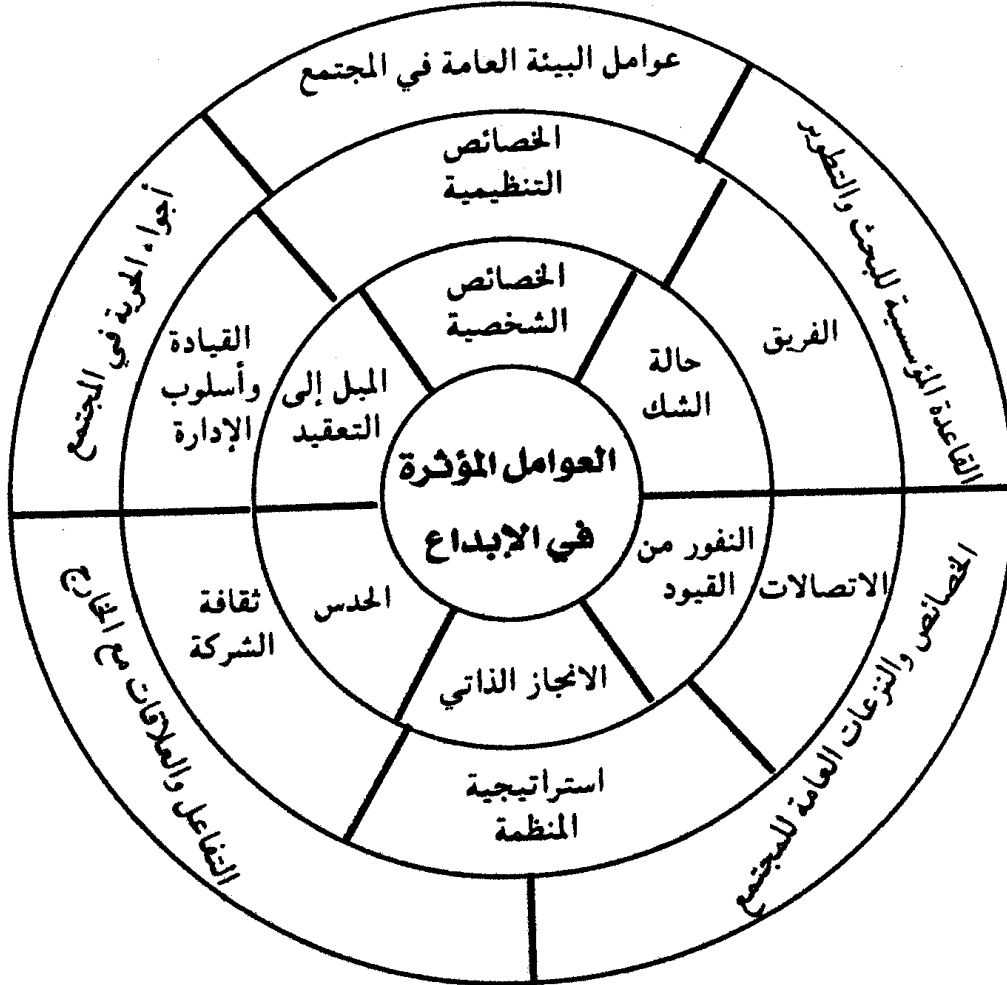 عوامل البيئة العامة في المجتمع
القاعدة المؤسسية للبحث والتطوير
الخصائص والنزعات العامة للمجتمع
التفاعل والعلاقات مع الخارج
أجواء الحرية في المجتمع
الخصائص
التنظيمية
الفريق
الاتصالات
استراتيجية
المنظمة
ثقافة
الشركة
القيادة
وأسلوب
الإدارة
الخصائص
الشخصية
حالة
الشك
النفور من
القيود
الانجاز الذاتي
الحدس
الميل إلى
التعقيد
العوامل المؤثرة
في الإبداع